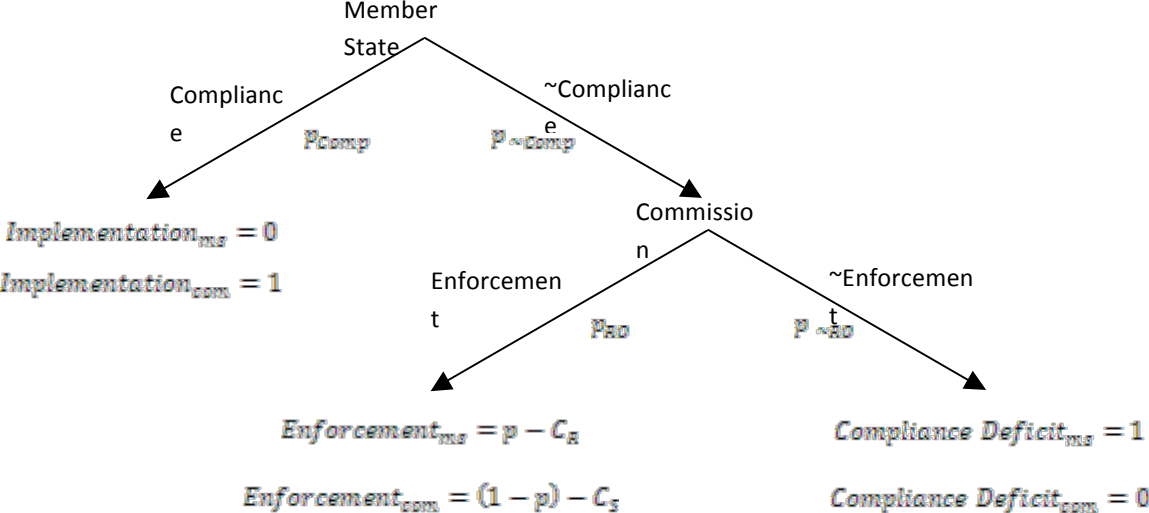 Member
State
Complianc
e
~Complianc
e
p_Comp
p_~Comp
Implementation_ms = 0
Implementation_com = 1
Commissio
n
Enforcemen
t
~Enforcemen
t
p_RO
p_~RO
Enforcement_ms = p − C_R
Compliance Deficit_ms = 1
Enforcement_com = (1 − p) − C_S
Compliance Deficit_com = 0